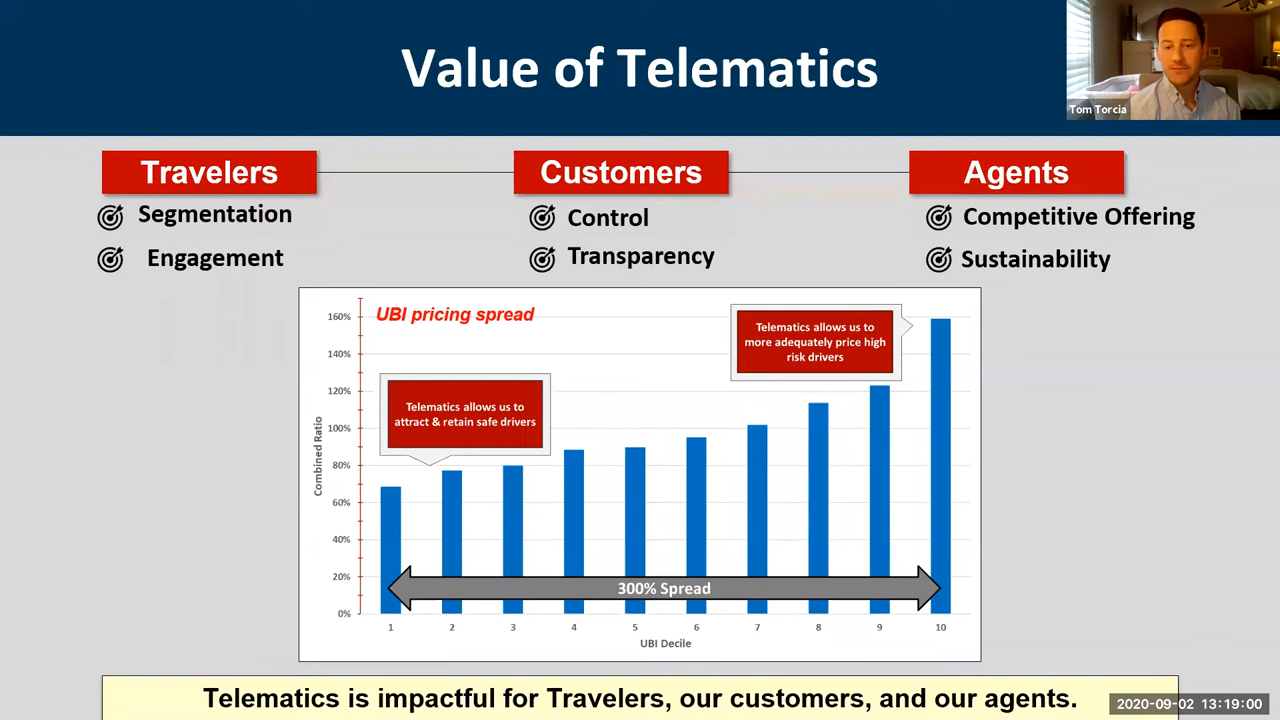 Value of Telematics
Tom Torcia
Travelers
Customers
Agents
Segmentation
Engagement
Control
Transparency
Competitive Offering
Sustainability
UBI pricing spread
Telematics allows us to
attract & retain safe drivers
Telematics allows us to
more adequately price high
risk drivers
Combined Ratio
160%
140%
120%
100%
80%
60%
40%
20%
0%
300% Spread
1 2 3 4 5 6 7 8 9 10
UBI Decile
Telematics is impactful for Travelers, our customers, and our agents.
2020-09-02 13:19:00